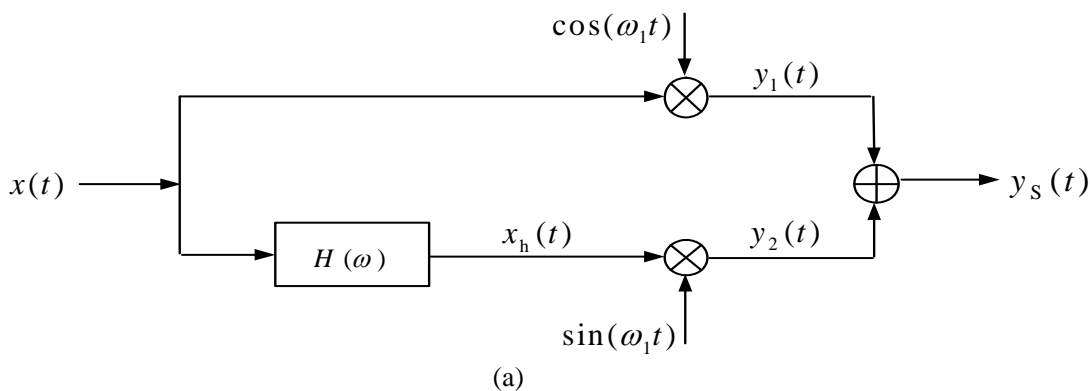 cos(ω₁t)
y₁(t)
x(t)
y_S(t)
H(ω)
x_h(t)
y₂(t)
sin(ω₁t)
(a)